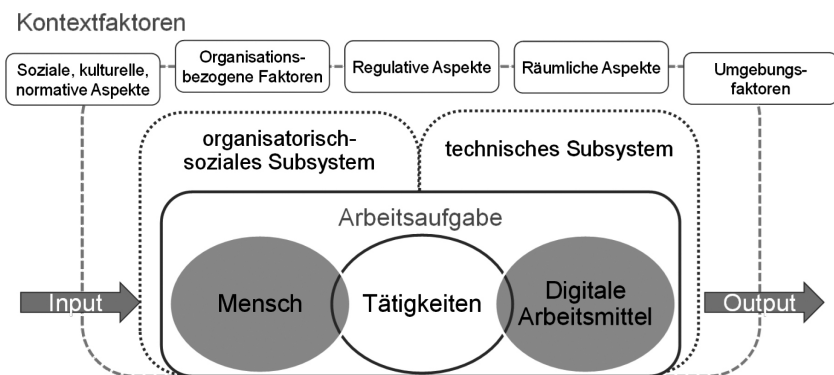 Kontextfaktoren
Soziale, kulturelle,
normative Aspekte
Organisations-
bezogene Faktoren
Regulative Aspekte
Räumliche Aspekte
Umgebungs-
faktoren
organisatorisch-
soziales Subsystem
technisches Subsystem
Arbeitsaufgabe
Input
Mensch
Tätigkeiten
Digitale
Arbeitsmittel
Output